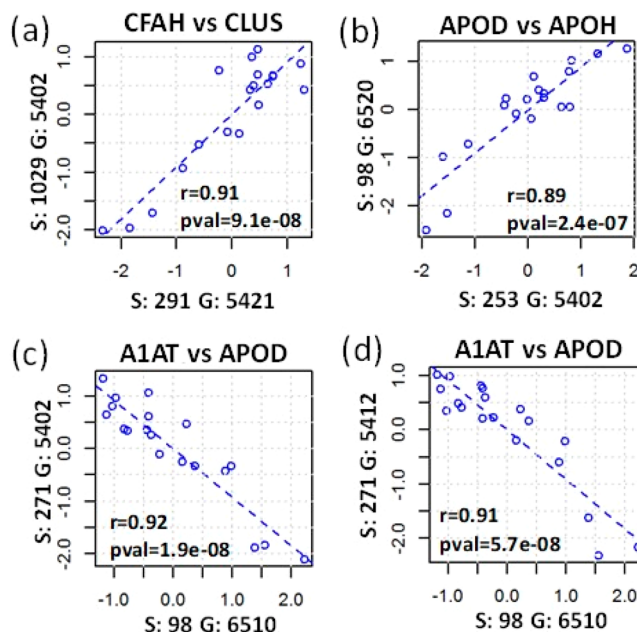 (a) CFAH vs CLUS
S: 1029 G: 5402
1.0
0.0
-1.0
-2.0
r=0.91
pval=9.1e-08
-2 -1 0 1
S: 291 G: 5421
(b) APOD vs APOH
S: 98 G: 6520
1
0
-1
-2
r=0.89
pval=2.4e-07
-2 -1 0 1 2
S: 253 G: 5402
(c) A1AT vs APOD
S: 271 G: 5402
1.0
0.0
-1.0
-2.0
r=0.92
pval=1.9e-08
-1.0 0.0 1.0 2.0
S: 98 G: 6510
(d) A1AT vs APOD
S: 271 G: 5412
1.0
0.0
-1.0
-2.0
r=0.91
pval=5.7e-08
-1.0 0.0 1.0 2.0
S: 98 G: 6510